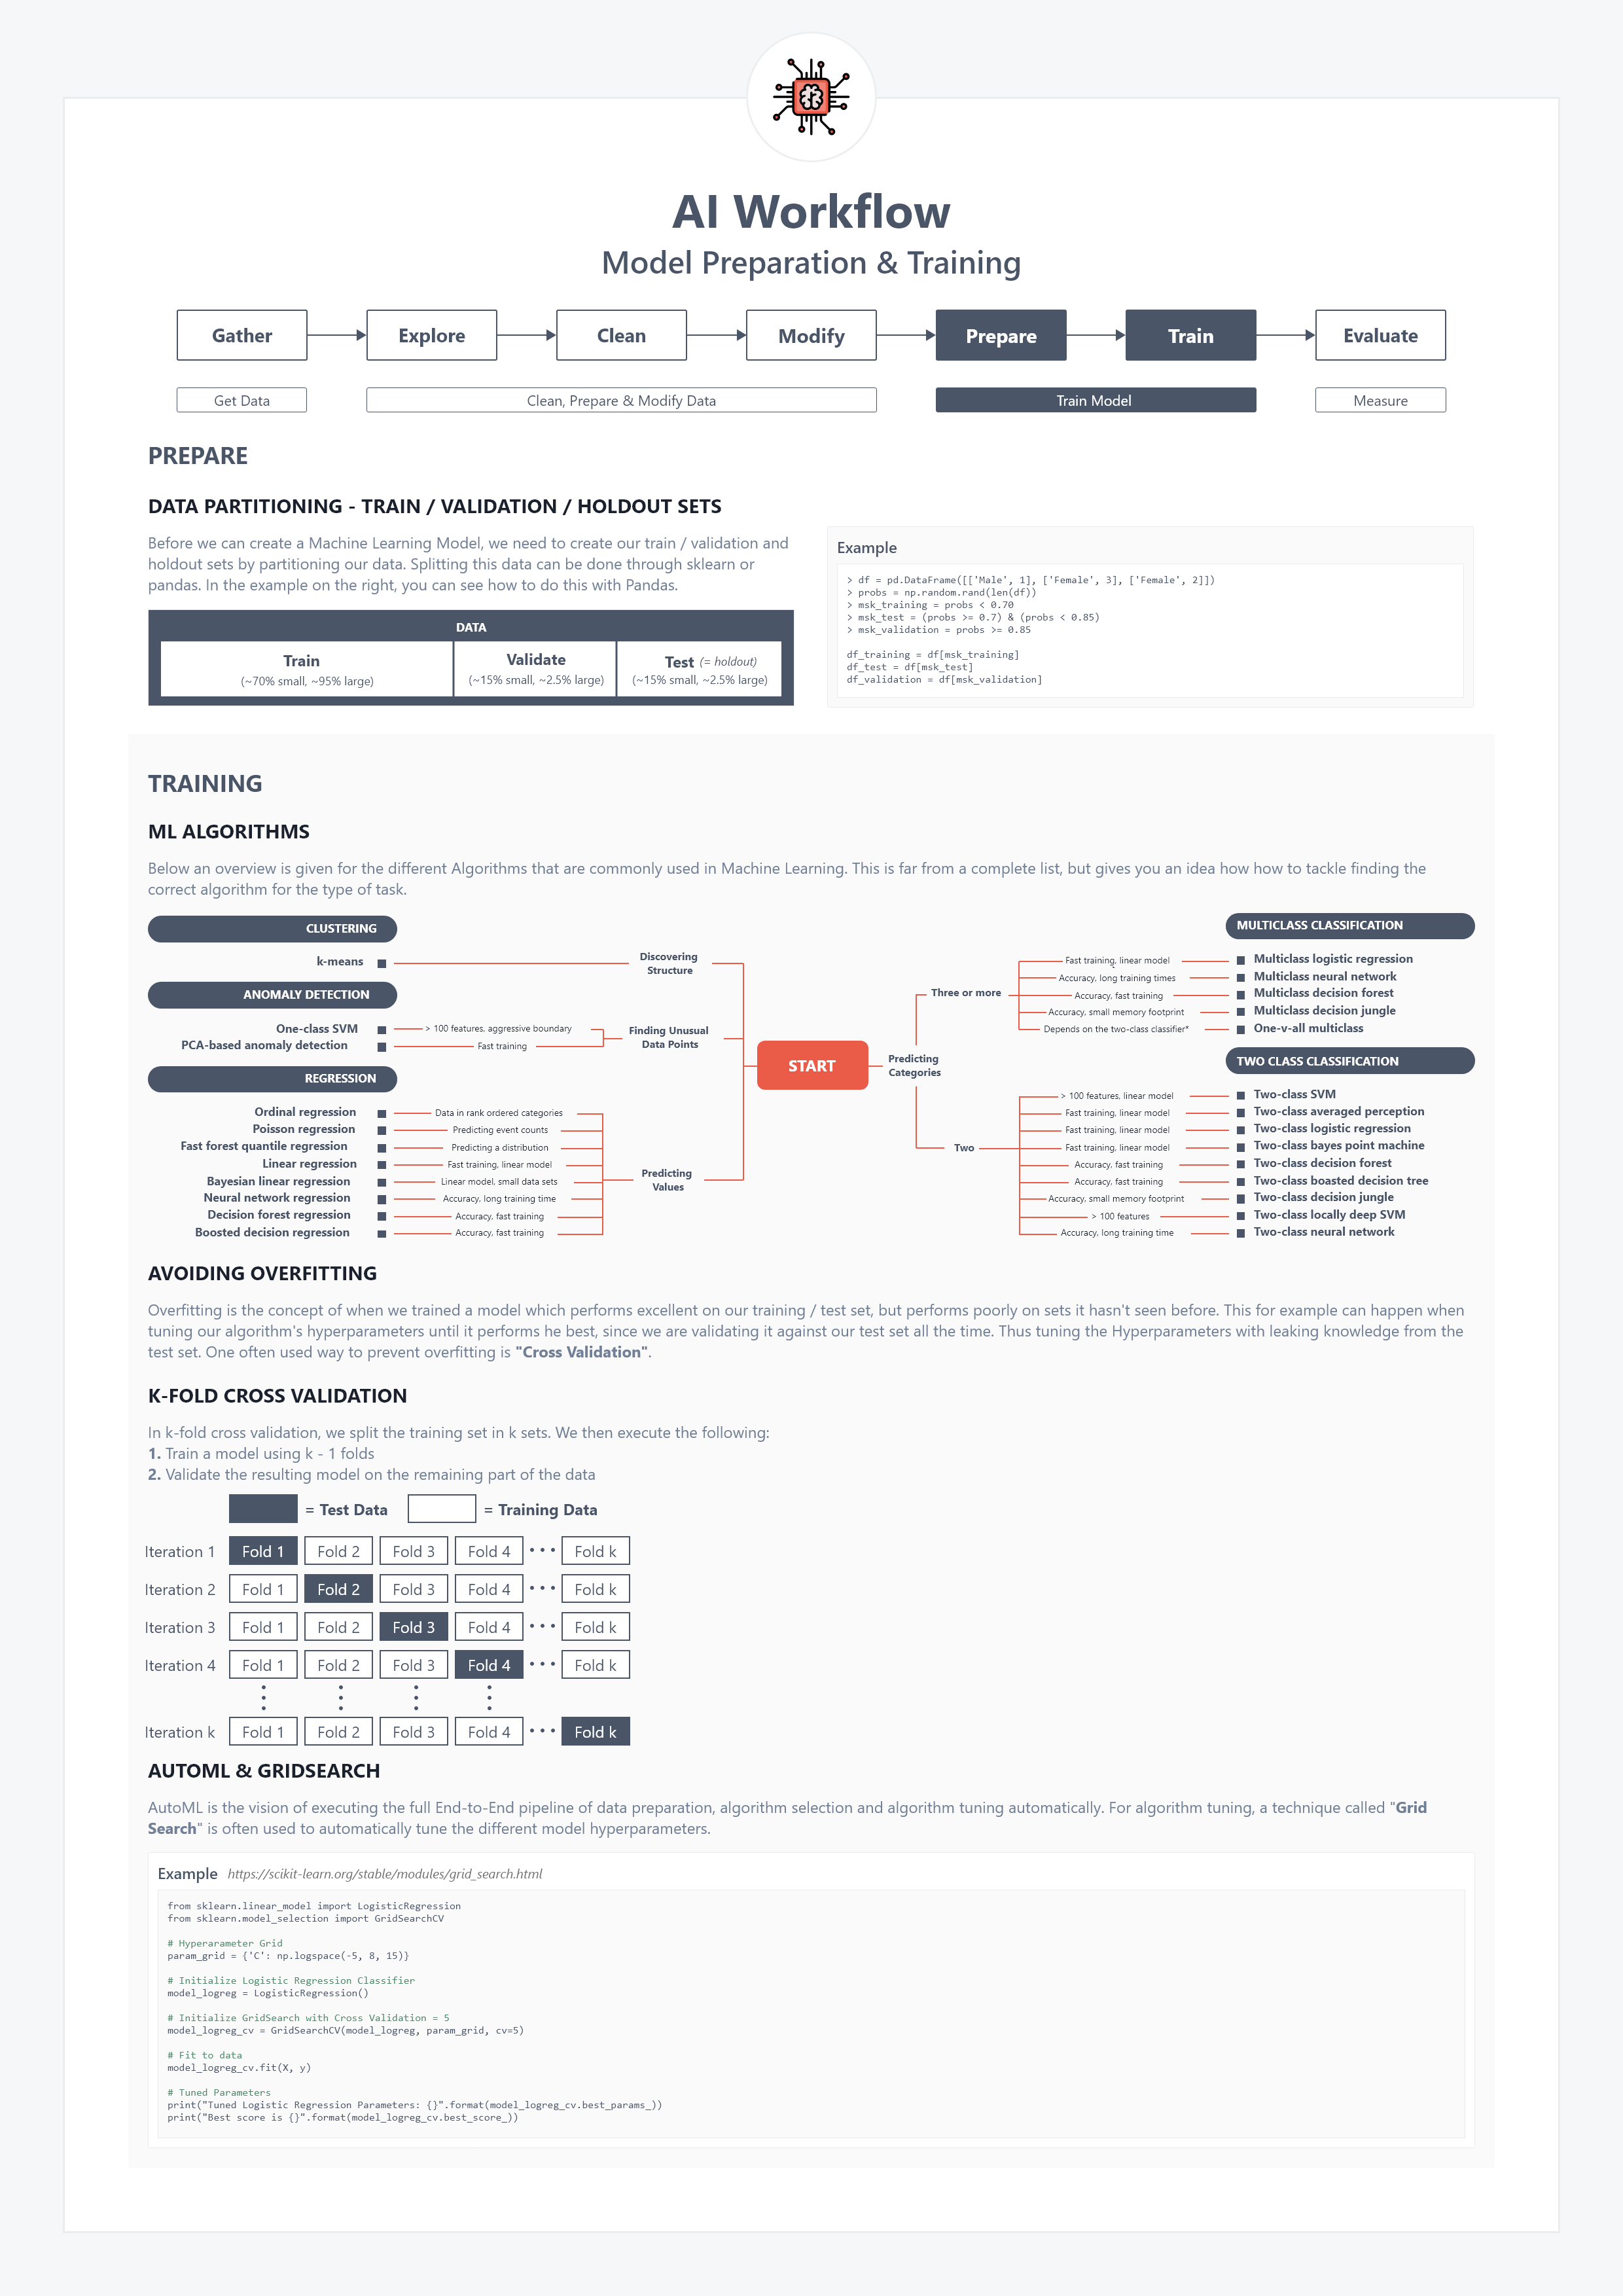 AI Workflow
Model Preparation & Training
Gather
Explore
Clean
Modify
Prepare
Train
Evaluate
Get Data
Clean, Prepare & Modify Data
Train Model
Measure
PREPARE
DATA PARTITIONING - TRAIN / VALIDATION / HOLDOUT SETS
Before we can create a Machine Learning Model, we need to create our train / validation and
holdout sets by partitioning our data. Splitting this data can be done through sklearn or
pandas. In the example on the right, you can see how to do this with Pandas.
DATA
Train
(~70% small, ~95% large)
Validate
(~15% small, ~2.5% large)
Test (= holdout)
(~15% small, ~2.5% large)
Example
> df = pd.DataFrame([['Male', 1], ['Female', 3], ['Female', 2]])
> probs = np.random.rand(len(df))
> msk_training = probs < 0.70
> msk_test = (probs >= 0.7) & (probs < 0.85)
> msk_validation = probs >= 0.85
df_training = df[msk_training]
df_test = df[msk_test]
df_validation = df[msk_validation]
TRAINING
ML ALGORITHMS
Below an overview is given for the different Algorithms that are commonly used in Machine Learning. This is far from a complete list, but gives you an idea how how to tackle finding the
correct algorithm for the type of task.
CLUSTERING
k-means
Discovering
Structure
ANOMALY DETECTION
One-class SVM
> 100 features, aggressive boundary
PCA-based anomaly detection
Fast training
Finding Unusual
Data Points
REGRESSION
Ordinal regression
Data in rank ordered categories
Poisson regression
Predicting event counts
Fast forest quantile regression
Predicting a distribution
Linear regression
Fast training, linear model
Bayesian linear regression
Linear model, small data sets
Neural network regression
Accuracy, long training time
Decision forest regression
Accuracy, fast training
Boosted decision regression
Accuracy, fast training
Predicting
Values
START
Predicting
Categories
Three or more
MULTICLASS CLASSIFICATION
Fast training, linear model
Multiclass logistic regression
Accuracy, long training times
Multiclass neural network
Accuracy, fast training
Multiclass decision forest
Accuracy, small memory footprint
Multiclass decision jungle
Depends on the two-class classifier*
One-v-all multiclass
Two
TWO CLASS CLASSIFICATION
> 100 features, linear model
Two-class SVM
Fast training, linear model
Two-class averaged perception
Fast training, linear model
Two-class logistic regression
Fast training, linear model
Two-class bayes point machine
Accuracy, fast training
Two-class decision forest
Accuracy, fast training
Two-class boasted decision tree
Accuracy, small memory footprint
Two-class decision jungle
> 100 features
Two-class locally deep SVM
Accuracy, long training time
Two-class neural network
AVOIDING OVERFITTING
Overfitting is the concept of when we trained a model which performs excellent on our training / test set, but performs poorly on sets it hasn't seen before. This for example can happen when
tuning our algorithm's hyperparameters until it performs he best, since we are validating it against our test set all the time. Thus tuning the Hyperparameters with leaking knowledge from the
test set. One often used way to prevent overfitting is "Cross Validation".
K-FOLD CROSS VALIDATION
In k-fold cross validation, we split the training set in k sets. We then execute the following:
1. Train a model using k - 1 folds
2. Validate the resulting model on the remaining part of the data
= Test Data
= Training Data
Iteration 1 Fold 1 Fold 2 Fold 3 Fold 4 ··· Fold k
Iteration 2 Fold 1 Fold 2 Fold 3 Fold 4 ··· Fold k
Iteration 3 Fold 1 Fold 2 Fold 3 Fold 4 ··· Fold k
Iteration 4 Fold 1 Fold 2 Fold 3 Fold 4 ··· Fold k
Iteration k Fold 1 Fold 2 Fold 3 Fold 4 ··· Fold k
AUTOML & GRIDSEARCH
AutoML is the vision of executing the full End-to-End pipeline of data preparation, algorithm selection and algorithm tuning automatically. For algorithm tuning, a technique called "Grid
Search" is often used to automatically tune the different model hyperparameters.
Example https://scikit-learn.org/stable/modules/grid_search.html
from sklearn.linear_model import LogisticRegression
from sklearn.model_selection import GridSearchCV
# Hyperarameter Grid
param_grid = {'C': np.logspace(-5, 8, 15)}
# Initialize Logistic Regression Classifier
model_logreg = LogisticRegression()
# Initialize GridSearch with Cross Validation = 5
model_logreg_cv = GridSearchCV(model_logreg, param_grid, cv=5)
# Fit to data
model_logreg_cv.fit(X, y)
# Tuned Parameters
print("Tuned Logistic Regression Parameters: {}".format(model_logreg_cv.best_params_))
print("Best score is {}".format(model_logreg_cv.best_score_))